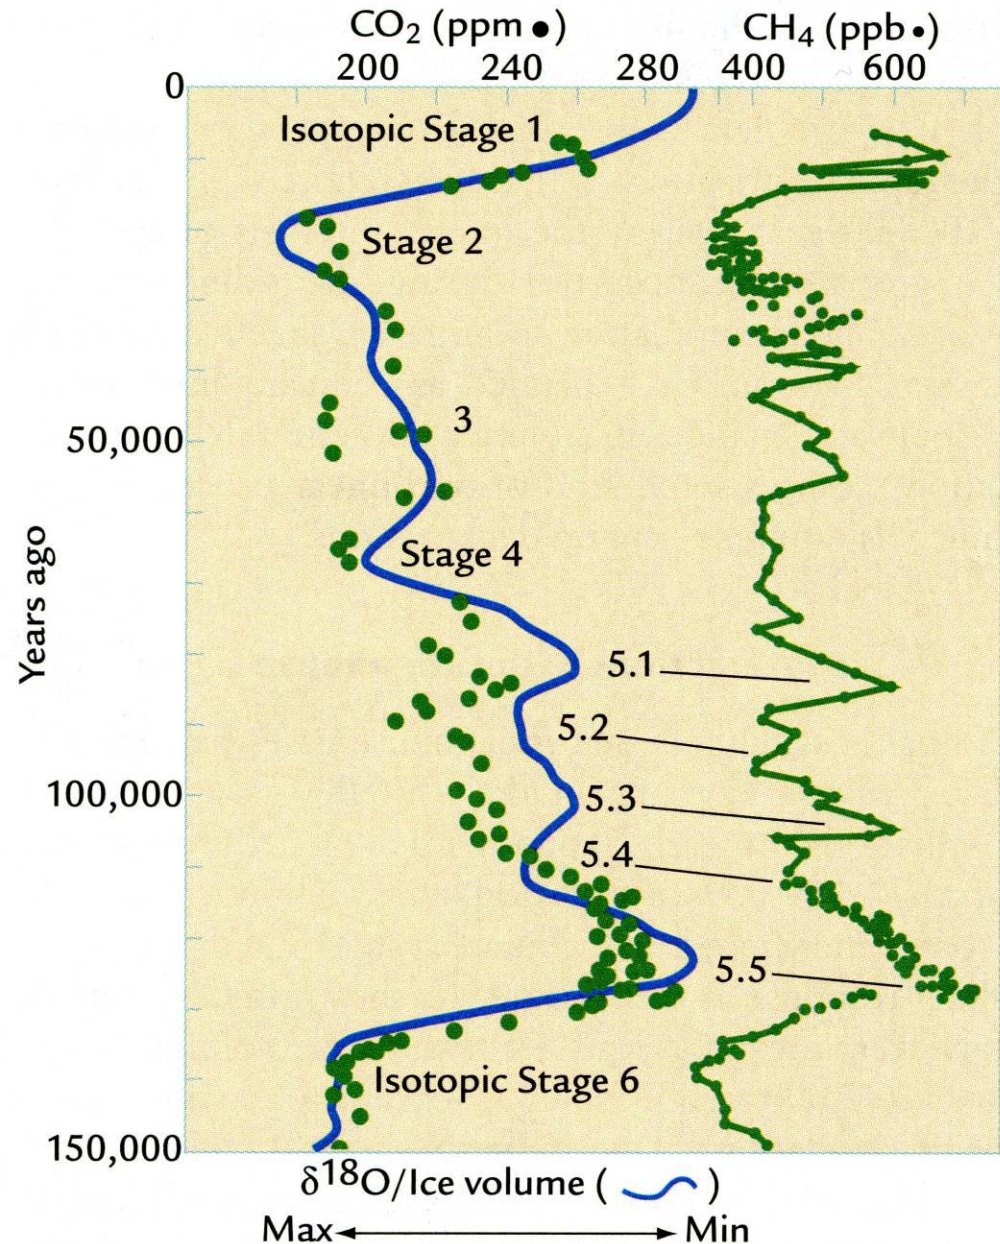 CO₂ (ppm ●)
CH₄ (ppb •)
200 240 280 400 600
0
Isotopic Stage 1
Stage 2
3
50,000
Stage 4
Years ago
5.1
5.2
100,000
5.3
5.4
5.5
Isotopic Stage 6
150,000
δ¹⁸O/Ice volume ( )
Max Min